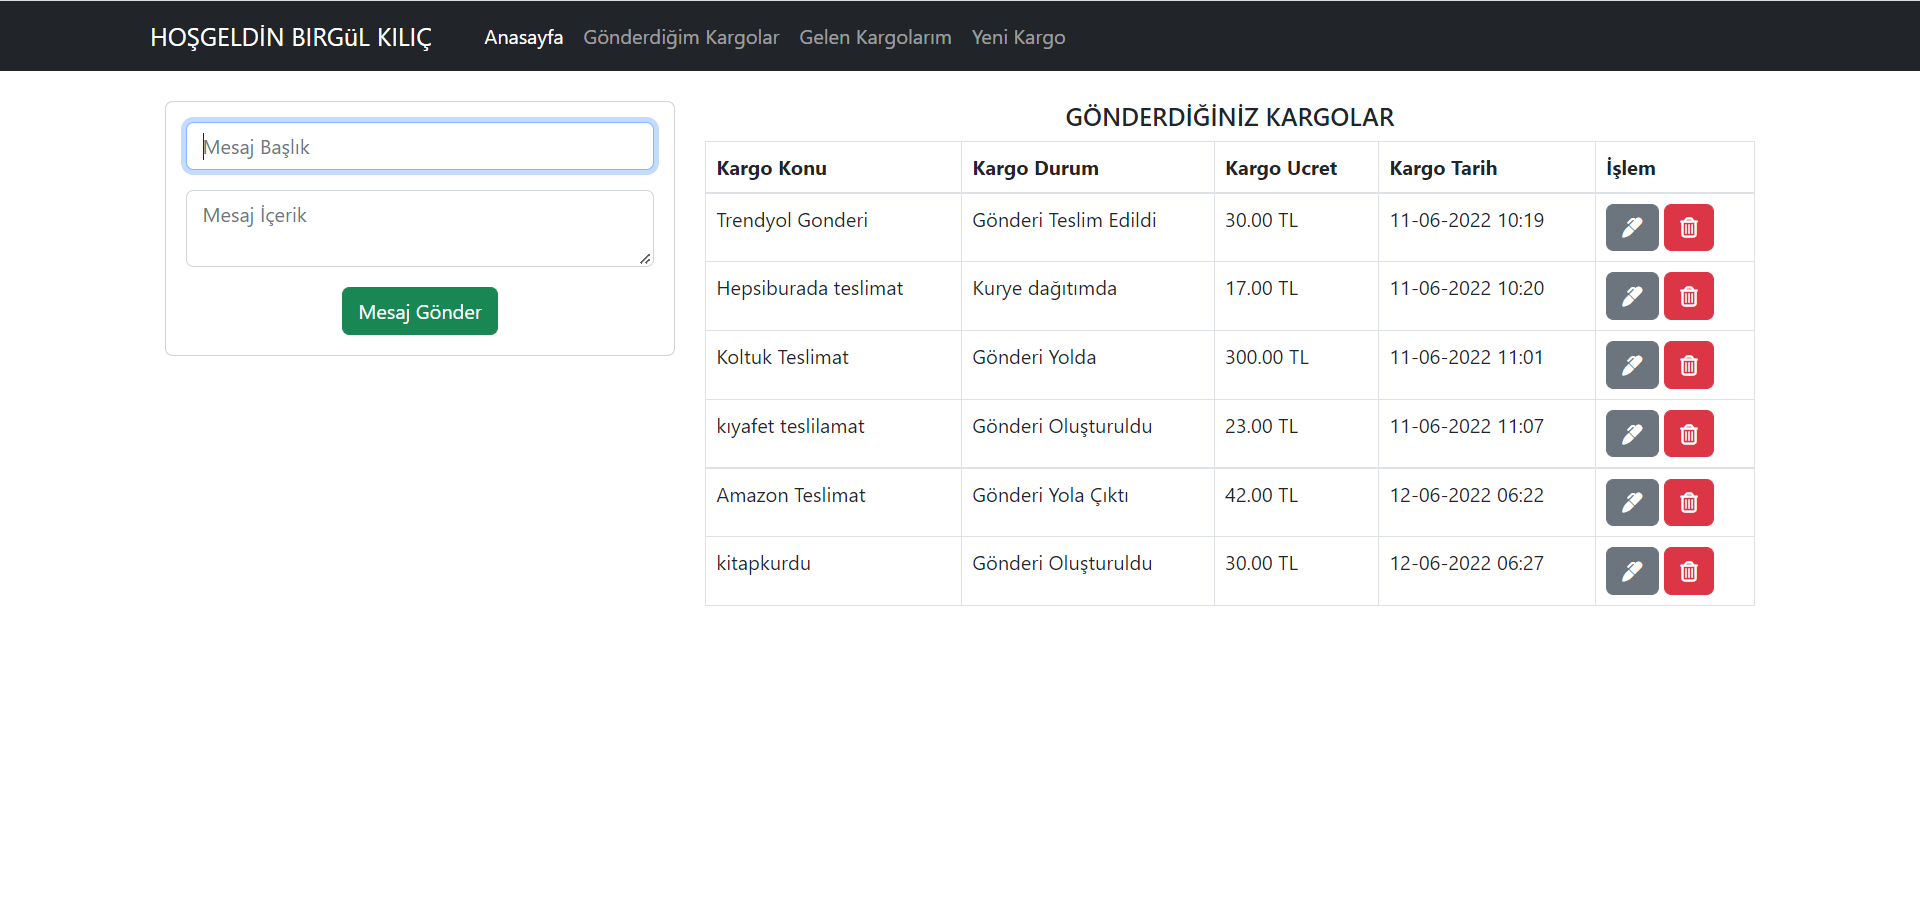 HOŞGELDİN BIRGüL KILIÇ Anasayfa Gönderdiğim Kargolar Gelen Kargolarım Yeni Kargo
Mesaj Başlık
Mesaj İçerik
Mesaj Gönder
GÖNDERDİĞİNİZ KARGOLAR
Kargo Konu Kargo Durum Kargo Ucret Kargo Tarih İşlem
Trendyol Gonderi Gönderi Teslim Edildi 30.00 TL 11-06-2022 10:19
Hepsiburada teslimat Kurye dağıtımda 17.00 TL 11-06-2022 10:20
Koltuk Teslimat Gönderi Yolda 300.00 TL 11-06-2022 11:01
kıyafet teslilamat Gönderi Oluşturuldu 23.00 TL 11-06-2022 11:07
Amazon Teslimat Gönderi Yola Çıktı 42.00 TL 12-06-2022 06:22
kitapkurdu Gönderi Oluşturuldu 30.00 TL 12-06-2022 06:27